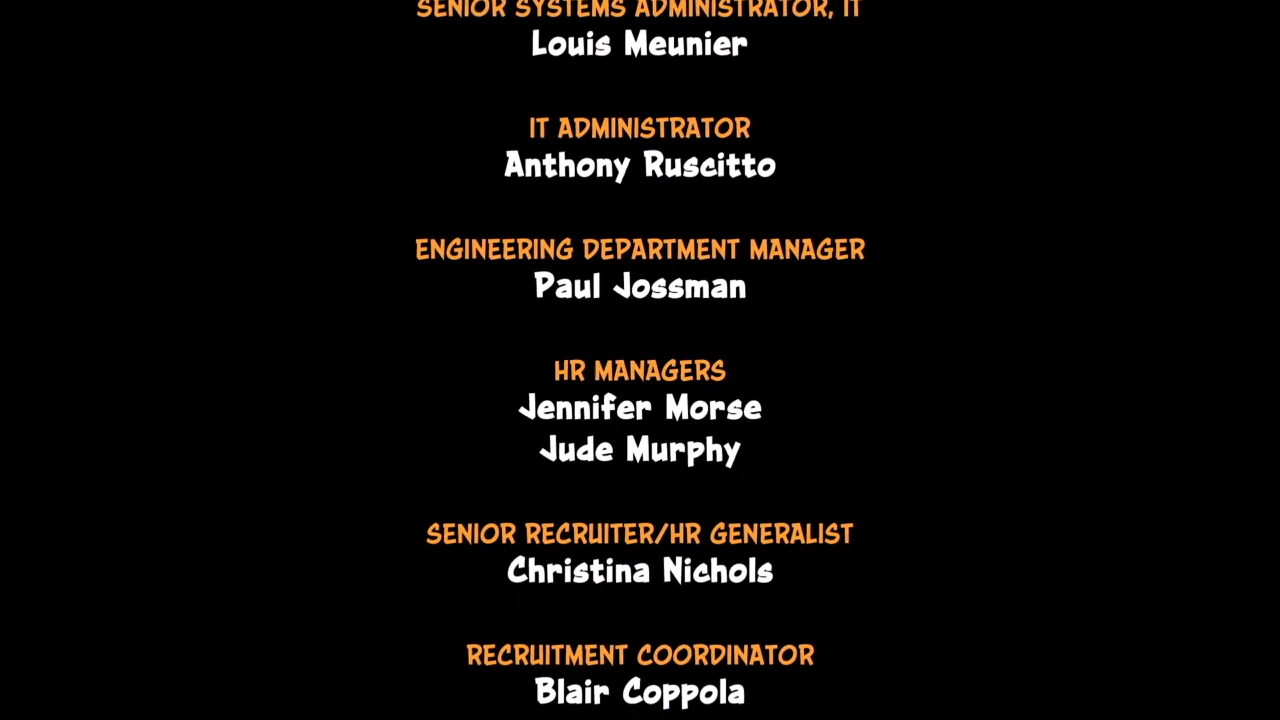 SENIOR SYSTEMS ADMINISTRATOR, IT
Louis Meunier
IT ADMINISTRATOR
Anthony Ruscitto
ENGINEERING DEPARTMENT MANAGER
Paul Jossman
HR MANAGERS
Jennifer Morse
Jude Murphy
SENIOR RECRUITER/HR GENERALIST
Christina Nichols
RECRUITMENT COORDINATOR
Blair Coppola